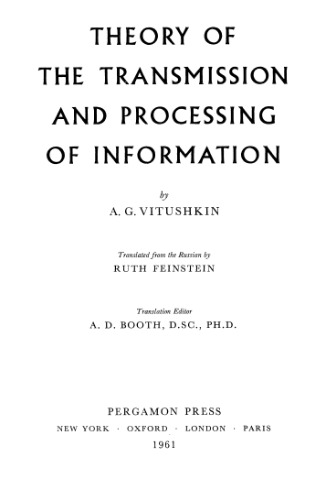 THEORY OF
THE TRANSMISSION
AND PROCESSING
OF INFORMATION
by
A. G. VITUSHKIN
Translated from the Russian by
RUTH FEINSTEIN
Translation Editor
A. D. BOOTH, D.SC., PH.D.
PERGAMON PRESS
NEW YORK · OXFORD · LONDON · PARIS
1961